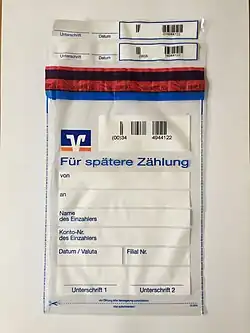 Unterschrift Datum
Unterschrift Datum
(00)34 4944122
Für spätere Zählung
von
an
Name
des Einzahlers
Konto-Nr.
des Einzahlers
Datum / Valuta Filial Nr.
Unterschrift 1 Unterschrift 2